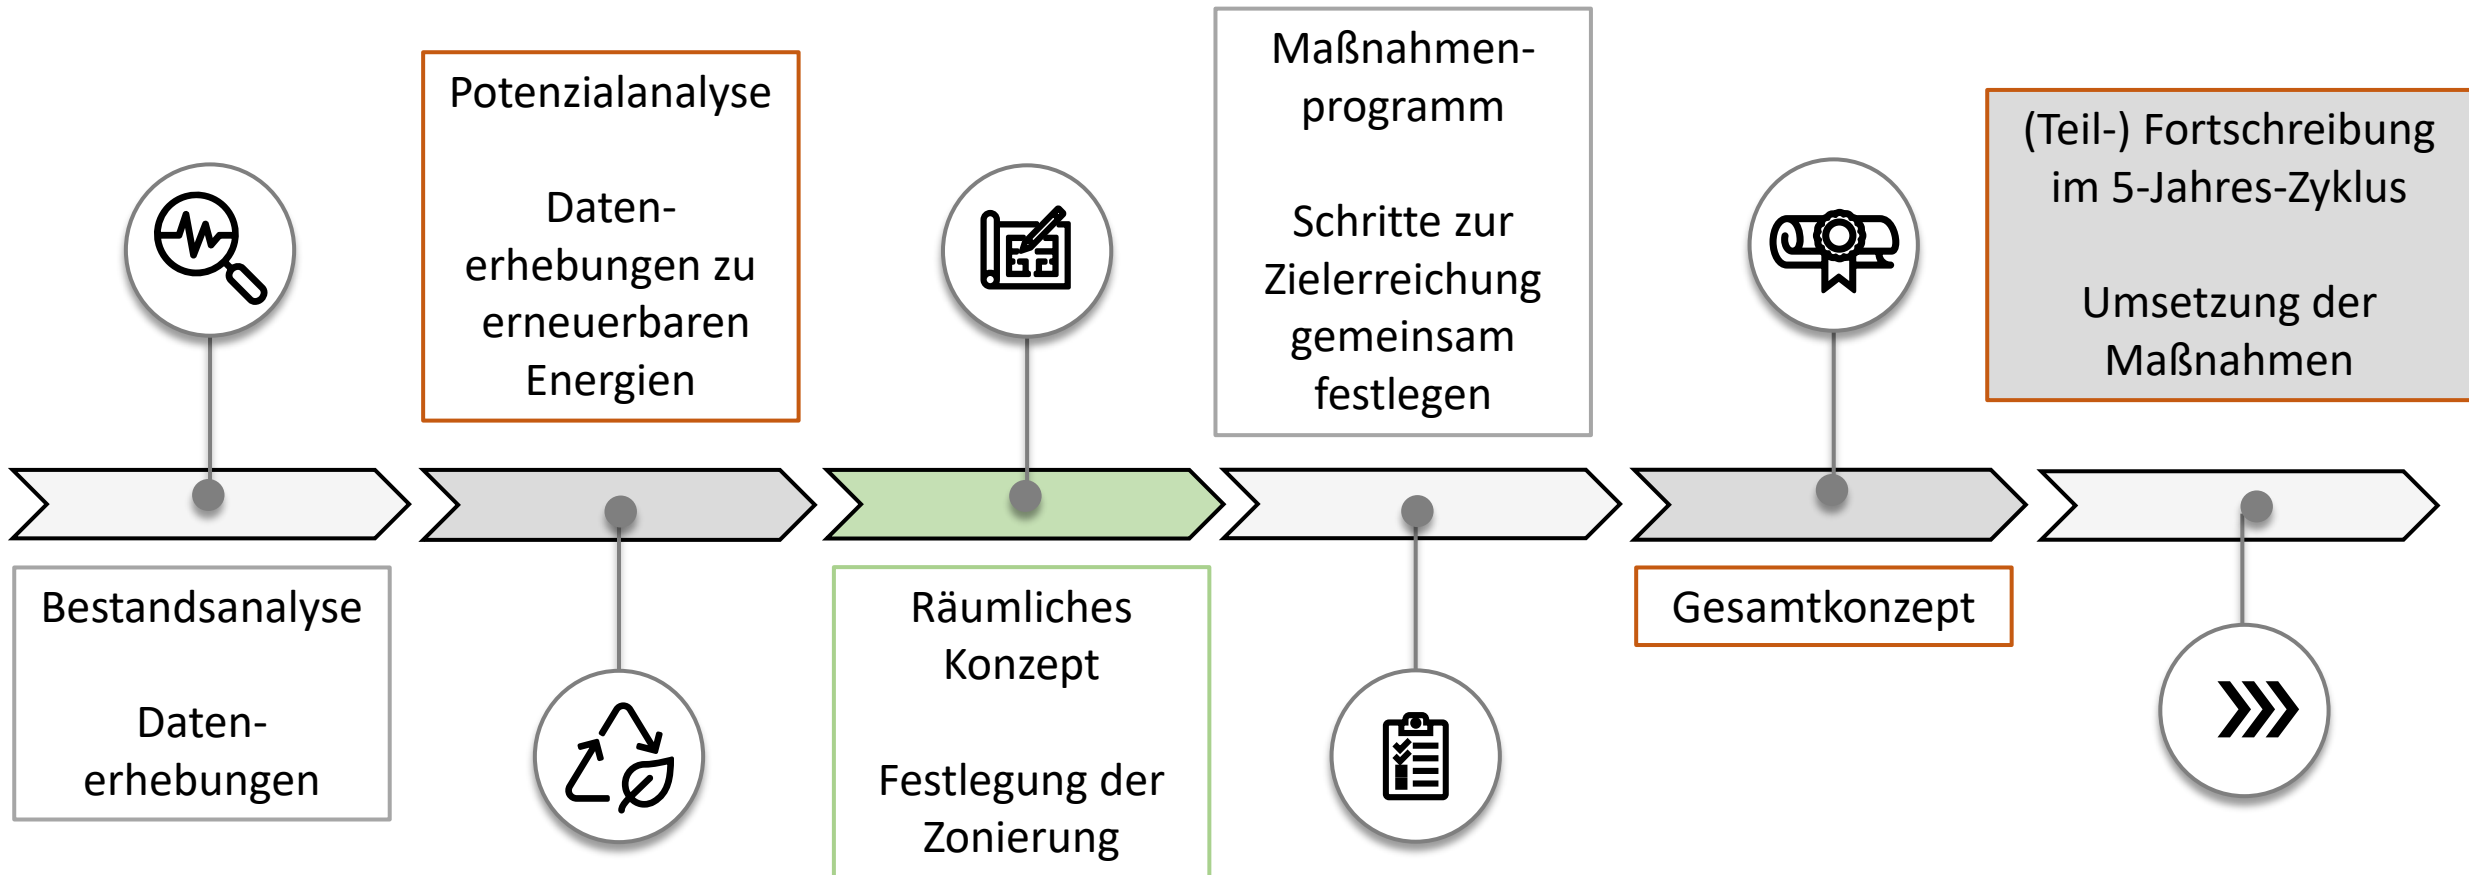 Bestandsanalyse
Daten-
erhebungen
Potenzialanalyse
Daten-
erhebungen zu
erneuerbaren
Energien
Räumliches
Konzept
Festlegung der
Zonierung
Maßnahmen-
programm
Schritte zur
Zielerreichung
gemeinsam
festlegen
Gesamtkonzept
(Teil-) Fortschreibung
im 5-Jahres-Zyklus
Umsetzung der
Maßnahmen